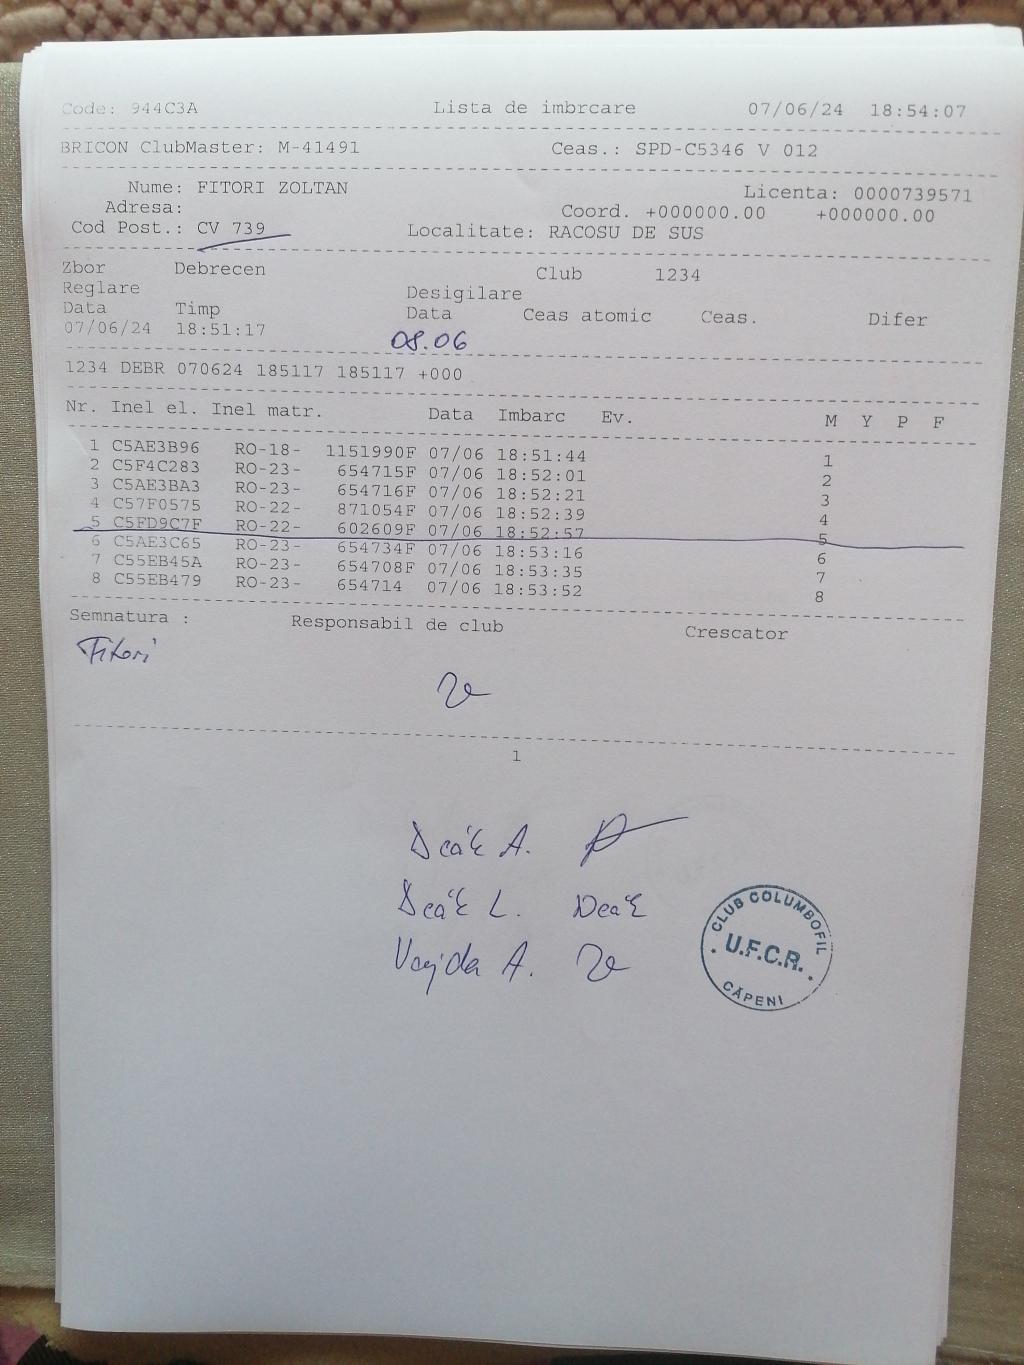 Code: 944C3A Lista de imbrcare 07/06/24 18:54:07
BRICON ClubMaster: M-41491 Ceas.: SPD-C5346 V 012
Nume: FITORI ZOLTAN Licenta: 0000739571
Adresa: Coord. +000000.00 +000000.00
Cod Post.: CV 739 Localitate: RACOSU DE SUS
Zbor Debrecen Club 1234
Reglare Desigilare
Data Timp Data Ceas atomic Ceas. Difer
07/06/24 18:51:17
08.06
1234 DEBR 070624 185117 185117 +000
Nr. Inel el. Inel matr. Data Imbarc Ev. M Y P F
1 C5AE3B96 RO-18- 1151990F 07/06 18:51:44 1
2 C5F4C283 RO-23- 654715F 07/06 18:52:01 2
3 C5AE3BA3 RO-23- 654716F 07/06 18:52:21 3
4 C57F0575 RO-22- 871054F 07/06 18:52:39 4
5 C5FD9C7F RO-22- 602609F 07/06 18:52:57 5
6 C5AE3C65 RO-23- 654734F 07/06 18:53:16 6
7 C55EB45A RO-23- 654708F 07/06 18:53:35 7
8 C55EB479 RO-23- 654714 07/06 18:53:52 8
Semnatura : Responsabil de club Crescator
Fitori
1
Deák A.
Deák L. Deák
Vajda A.
CLUB COLUMBOFIL
U.F.C.R.
CĂPENI